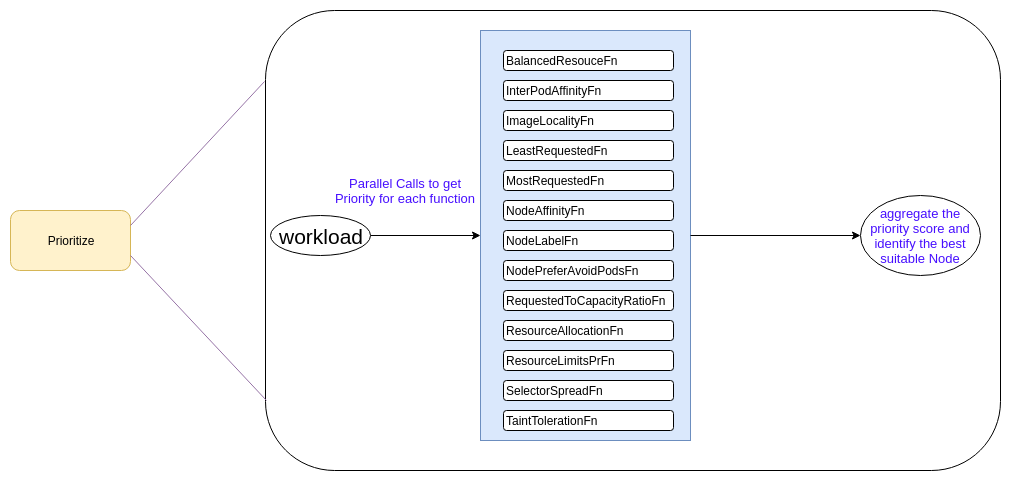 Prioritize
workload
Parallel Calls to get
Priority for each function
BalancedResouceFn
InterPodAffinityFn
ImageLocalityFn
LeastRequestedFn
MostRequestedFn
NodeAffinityFn
NodeLabelFn
NodePreferAvoidPodsFn
RequestedToCapacityRatioFn
ResourceAllocationFn
ResourceLimitsPrFn
SelectorSpreadFn
TaintTolerationFn
aggregate the
priority score and
identify the best
suitable Node